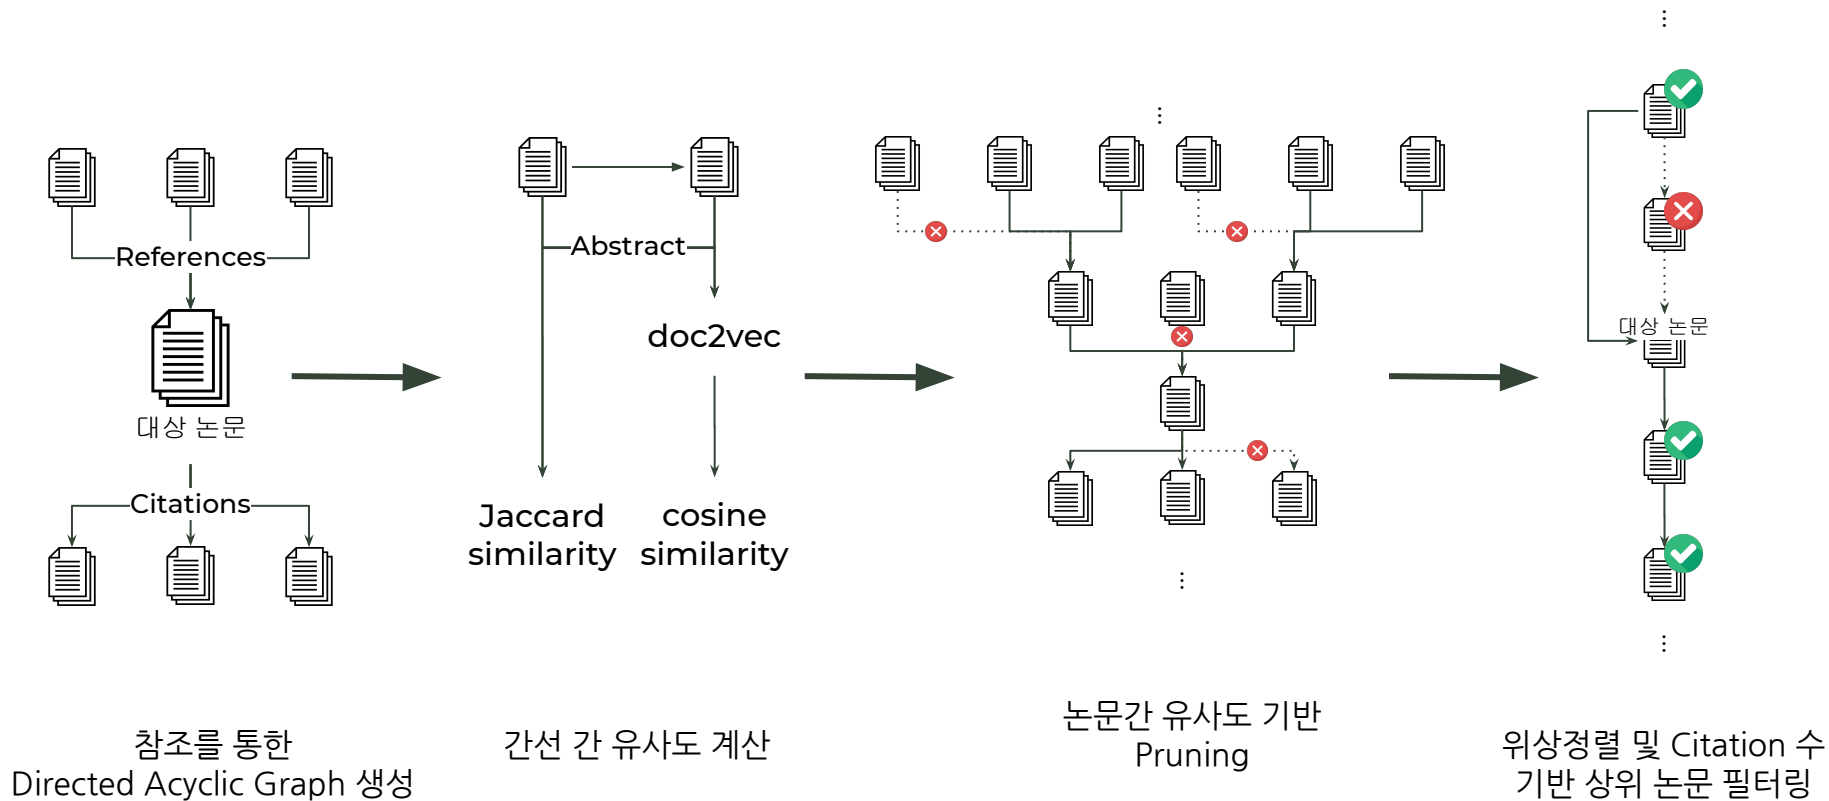 References
대상 논문
Citations
참조를 통한
Directed Acyclic Graph 생성
Abstract
doc2vec
Jaccard
similarity
cosine
similarity
간선 간 유사도 계산
논문간 유사도 기반
Pruning
대상 논문
위상정렬 및 Citation 수
기반 상위 논문 필터링